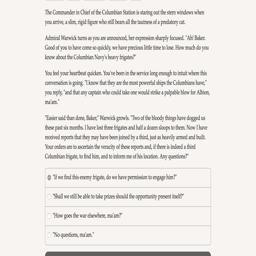 The Commander in Chief of the Columbian Station is staring out the stern windows when
you arrive, a slim, rigid figure who still bears all the tautness of a predatory cat.
Admiral Warwick turns as you are announced, her expression sharply focused. "Ah! Baker.
Good of you to have come so quickly, we have precious little time to lose. How much do you
know about the Columbian Navy's heavy frigates?"
You feel your heartbeat quicken. You've been in the service long enough to intuit where this
conversation is going. "I know that they are the most powerful ships the Columbians have,"
you reply, "and that any captain who could take one would strike a palpable blow for Albion,
ma'am."
"Easier said than done, Baker," Warwick growls. "Two of the bloody things have dogged us
these past six months. I have lost three frigates and half a dozen sloops to them. Now I have
received reports that they may have been joined by a third, just as heavily armed and built.
Your orders are to ascertain the veracity of these reports and, if there is indeed a third
Columbian frigate, to find him, and to inform me of his location. Any questions?"
"If we find this enemy frigate, do we have permission to engage him?"
"Shall we still be able to take prizes should the opportunity present itself?"
"How goes the war elsewhere, ma'am?"
"No questions, ma'am."